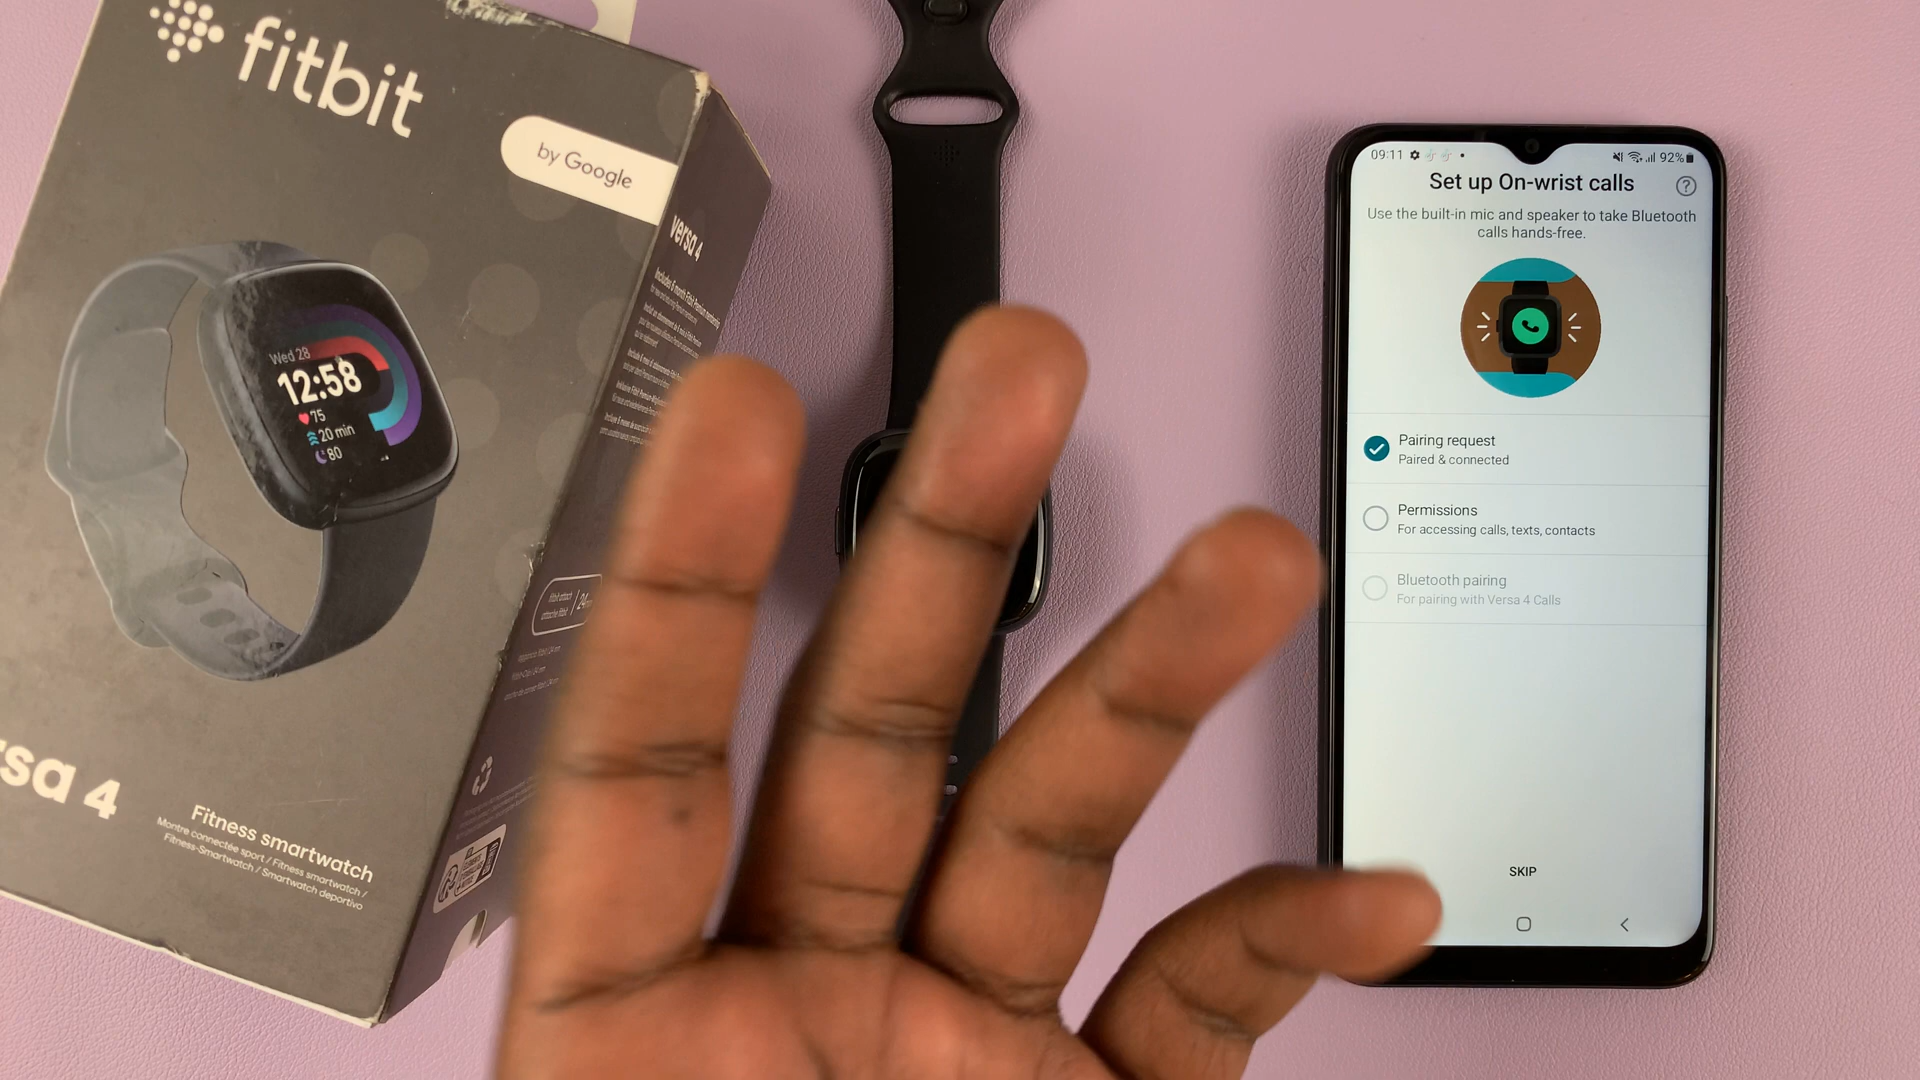 fitbit
by Google
Wed 28
12:58
75
20 min
80
rsa 4
Fitness smartwatch
Montre connectée sport / Fitness smartwatch /
Fitness-Smartwatch / Smartwatch deportivo
versa 4
09:11
92%
Set up On-wrist calls
Use the built-in mic and speaker to take Bluetooth
calls hands-free.
Pairing request
Paired & connected
Permissions
For accessing calls, texts, contacts
Bluetooth pairing
For pairing with Versa 4 Calls
SKIP